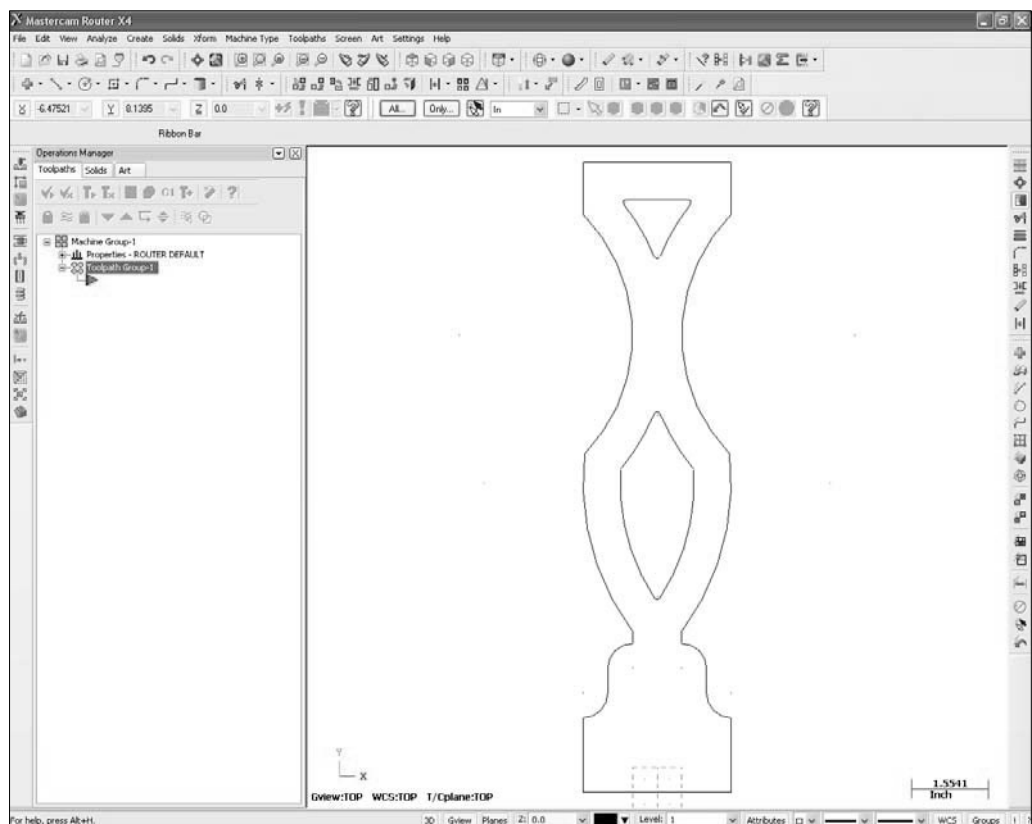 Mastercam Router X4
File Edit View Analyze Create Solids Xform Machine Type Toolpaths Screen Art Settings Help
X -6.47521 Y 0.1395 Z 0.0 All... Only... In
Ribbon Bar
Operations Manager
Toolpaths Solids Art
G1
Machine Group-1
Properties - ROUTER DEFAULT
Toolpath Group-1
Y
X
Gview:TOP WCS:TOP T/Cplane:TOP
1.5541
Inch
For help, press Alt+H. 3D Gview Planes Z: 0.0 Level: 1 Attributes WCS Groups